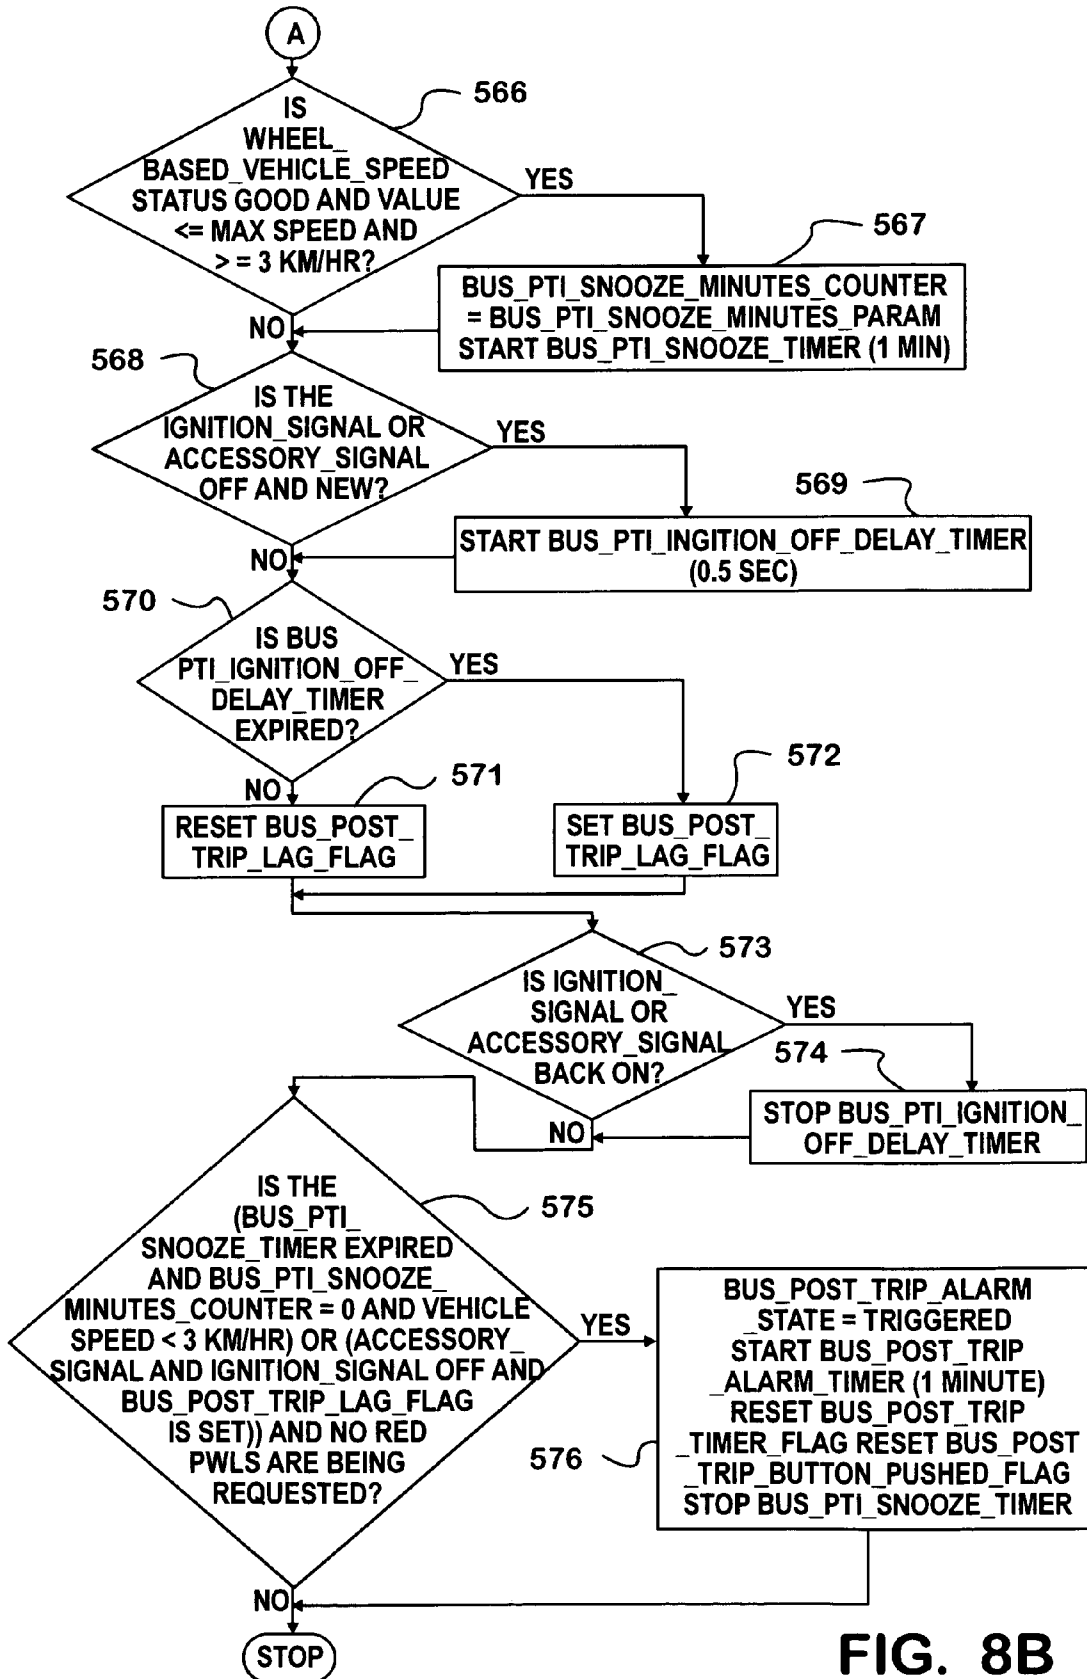 A
566
IS
WHEEL_
BASED_VEHICLE_SPEED
STATUS GOOD AND VALUE
<= MAX SPEED AND
> = 3 KM/HR?
YES
567
BUS_PTI_SNOOZE_MINUTES_COUNTER
= BUS_PTI_SNOOZE_MINUTES_PARAM
START BUS_PTI_SNOOZE_TIMER (1 MIN)
NO
568
IS THE
IGNITION_SIGNAL OR
ACCESSORY_SIGNAL
OFF AND NEW?
YES
569
START BUS_PTI_INGITION_OFF_DELAY_TIMER
(0.5 SEC)
NO
570
IS BUS
PTI_IGNITION_OFF_
DELAY_TIMER
EXPIRED?
YES
572
SET BUS_POST_
TRIP_LAG_FLAG
NO
571
RESET BUS_POST_
TRIP_LAG_FLAG
573
IS IGNITION_
SIGNAL OR
ACCESSORY_SIGNAL
BACK ON?
YES
574
STOP BUS_PTI_IGNITION_
OFF_DELAY_TIMER
NO
575
IS THE
(BUS_PTI_
SNOOZE_TIMER EXPIRED
AND BUS_PTI_SNOOZE_
MINUTES_COUNTER = 0 AND VEHICLE
SPEED < 3 KM/HR) OR (ACCESSORY_
SIGNAL AND IGNITION_SIGNAL OFF AND
BUS_POST_TRIP_LAG_FLAG
IS SET)) AND NO RED
PWLS ARE BEING
REQUESTED?
YES
BUS_POST_TRIP_ALARM
_STATE = TRIGGERED
START BUS_POST_TRIP
_ALARM_TIMER (1 MINUTE)
RESET BUS_POST_TRIP
_TIMER_FLAG RESET BUS_POST
_TRIP_BUTTON_PUSHED_FLAG
STOP BUS_PTI_SNOOZE_TIMER
576
NO
STOP
FIG. 8B